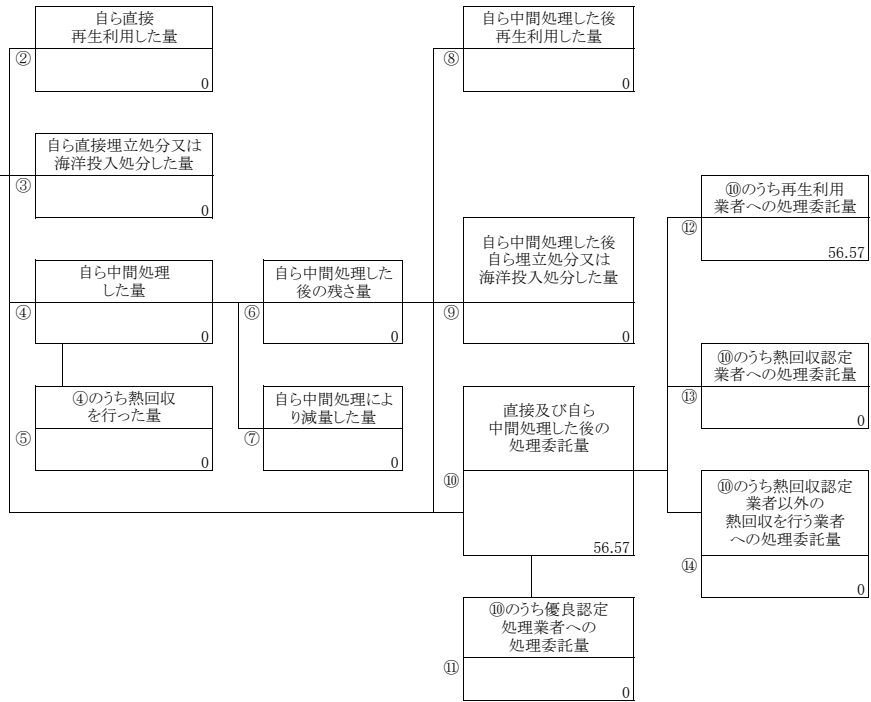 自ら直接
再生利用した量
②
0
自ら直接埋立処分又は
海洋投入処分した量
③
0
自ら中間処理
した量
④
0
④のうち熱回収
を行った量
⑤
0
自ら中間処理した
後の残さ量
⑥
0
自ら中間処理によ
り減量した量
⑦
0
自ら中間処理した後
再生利用した量
⑧
0
自ら中間処理した後
自ら埋立処分又は
海洋投入処分した量
⑨
0
直接及び自ら
中間処理した後の
処理委託量
⑩
56.57
⑩のうち優良認定
処理業者への
処理委託量
⑪
0
⑩のうち再生利用
業者への処理委託量
⑫
56.57
⑩のうち熱回収認定
業者への処理委託量
⑬
0
⑩のうち熱回収認定
業者以外の
熱回収を行う業者
への処理委託量
⑭
0